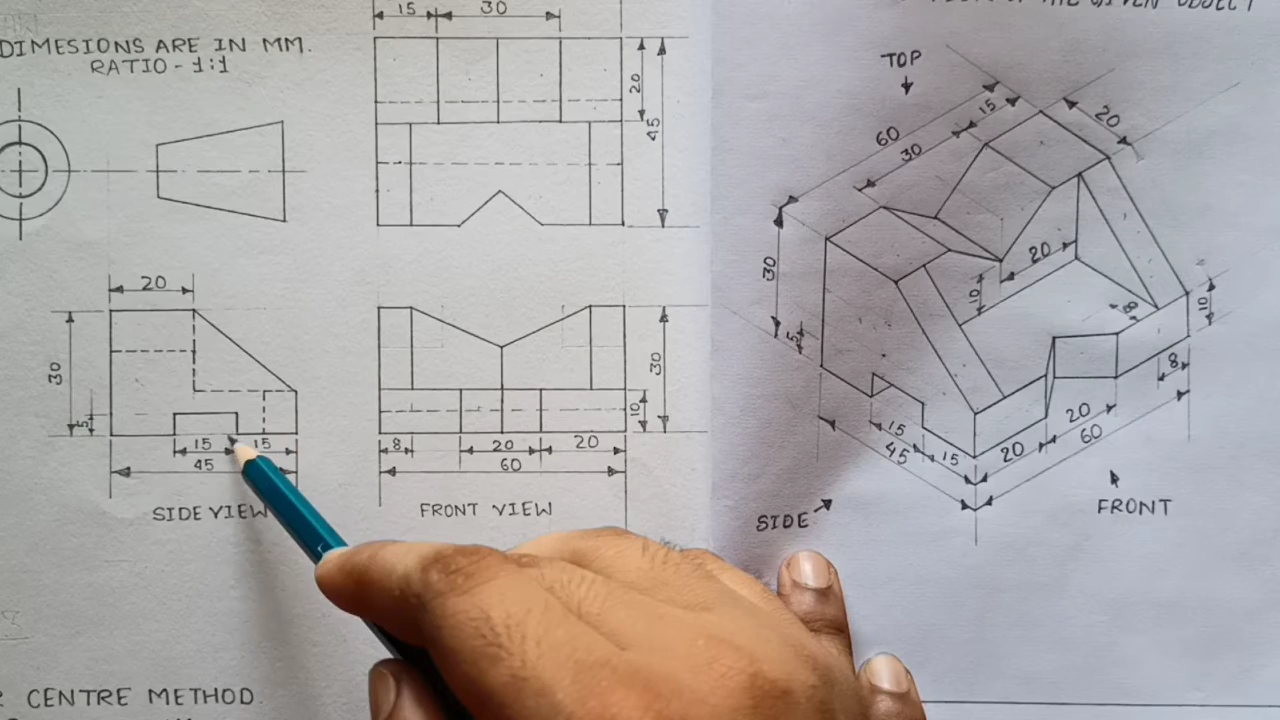 DIMESIONS ARE IN MM.
RATIO - 1:1
15 30
20
45
20
30
5
15 15
45
SIDE VIEW
30
10
8 20 20
60
FRONT VIEW
CENTRE METHOD.
GIVEN OBJECT
TOP
60
15
20
30
30
20
10
5
8
10
8
15
45
15
20
20
60
SIDE
FRONT